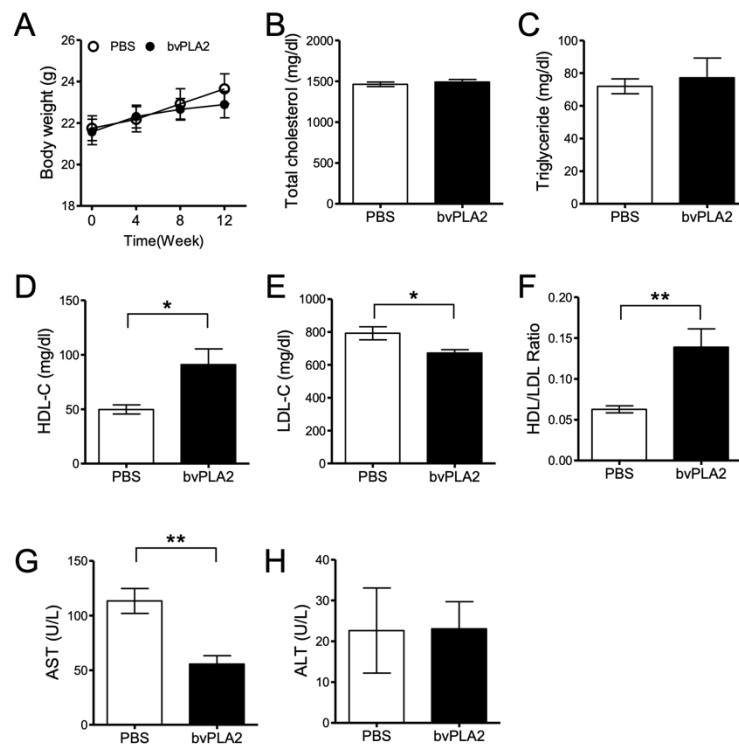 A
PBS bvPLA2
Body weight (g)
26
24
22
20
18
0 4 8 12
Time(Week)
B
Total cholesterol (mg/dl)
2000
1500
1000
500
0
PBS bvPLA2
C
Triglyceride (mg/dl)
100
80
60
40
20
0
PBS bvPLA2
D
HDL-C (mg/dl)
150
100
50
0
*
PBS bvPLA2
E
LDL-C (mg/dl)
1000
800
600
400
200
0
*
PBS bvPLA2
F
HDL/LDL Ratio
0.20
0.15
0.10
0.05
0.00
**
PBS bvPLA2
G
AST (U/L)
150
100
50
0
**
PBS bvPLA2
H
ALT (U/L)
40
30
20
10
0
PBS bvPLA2